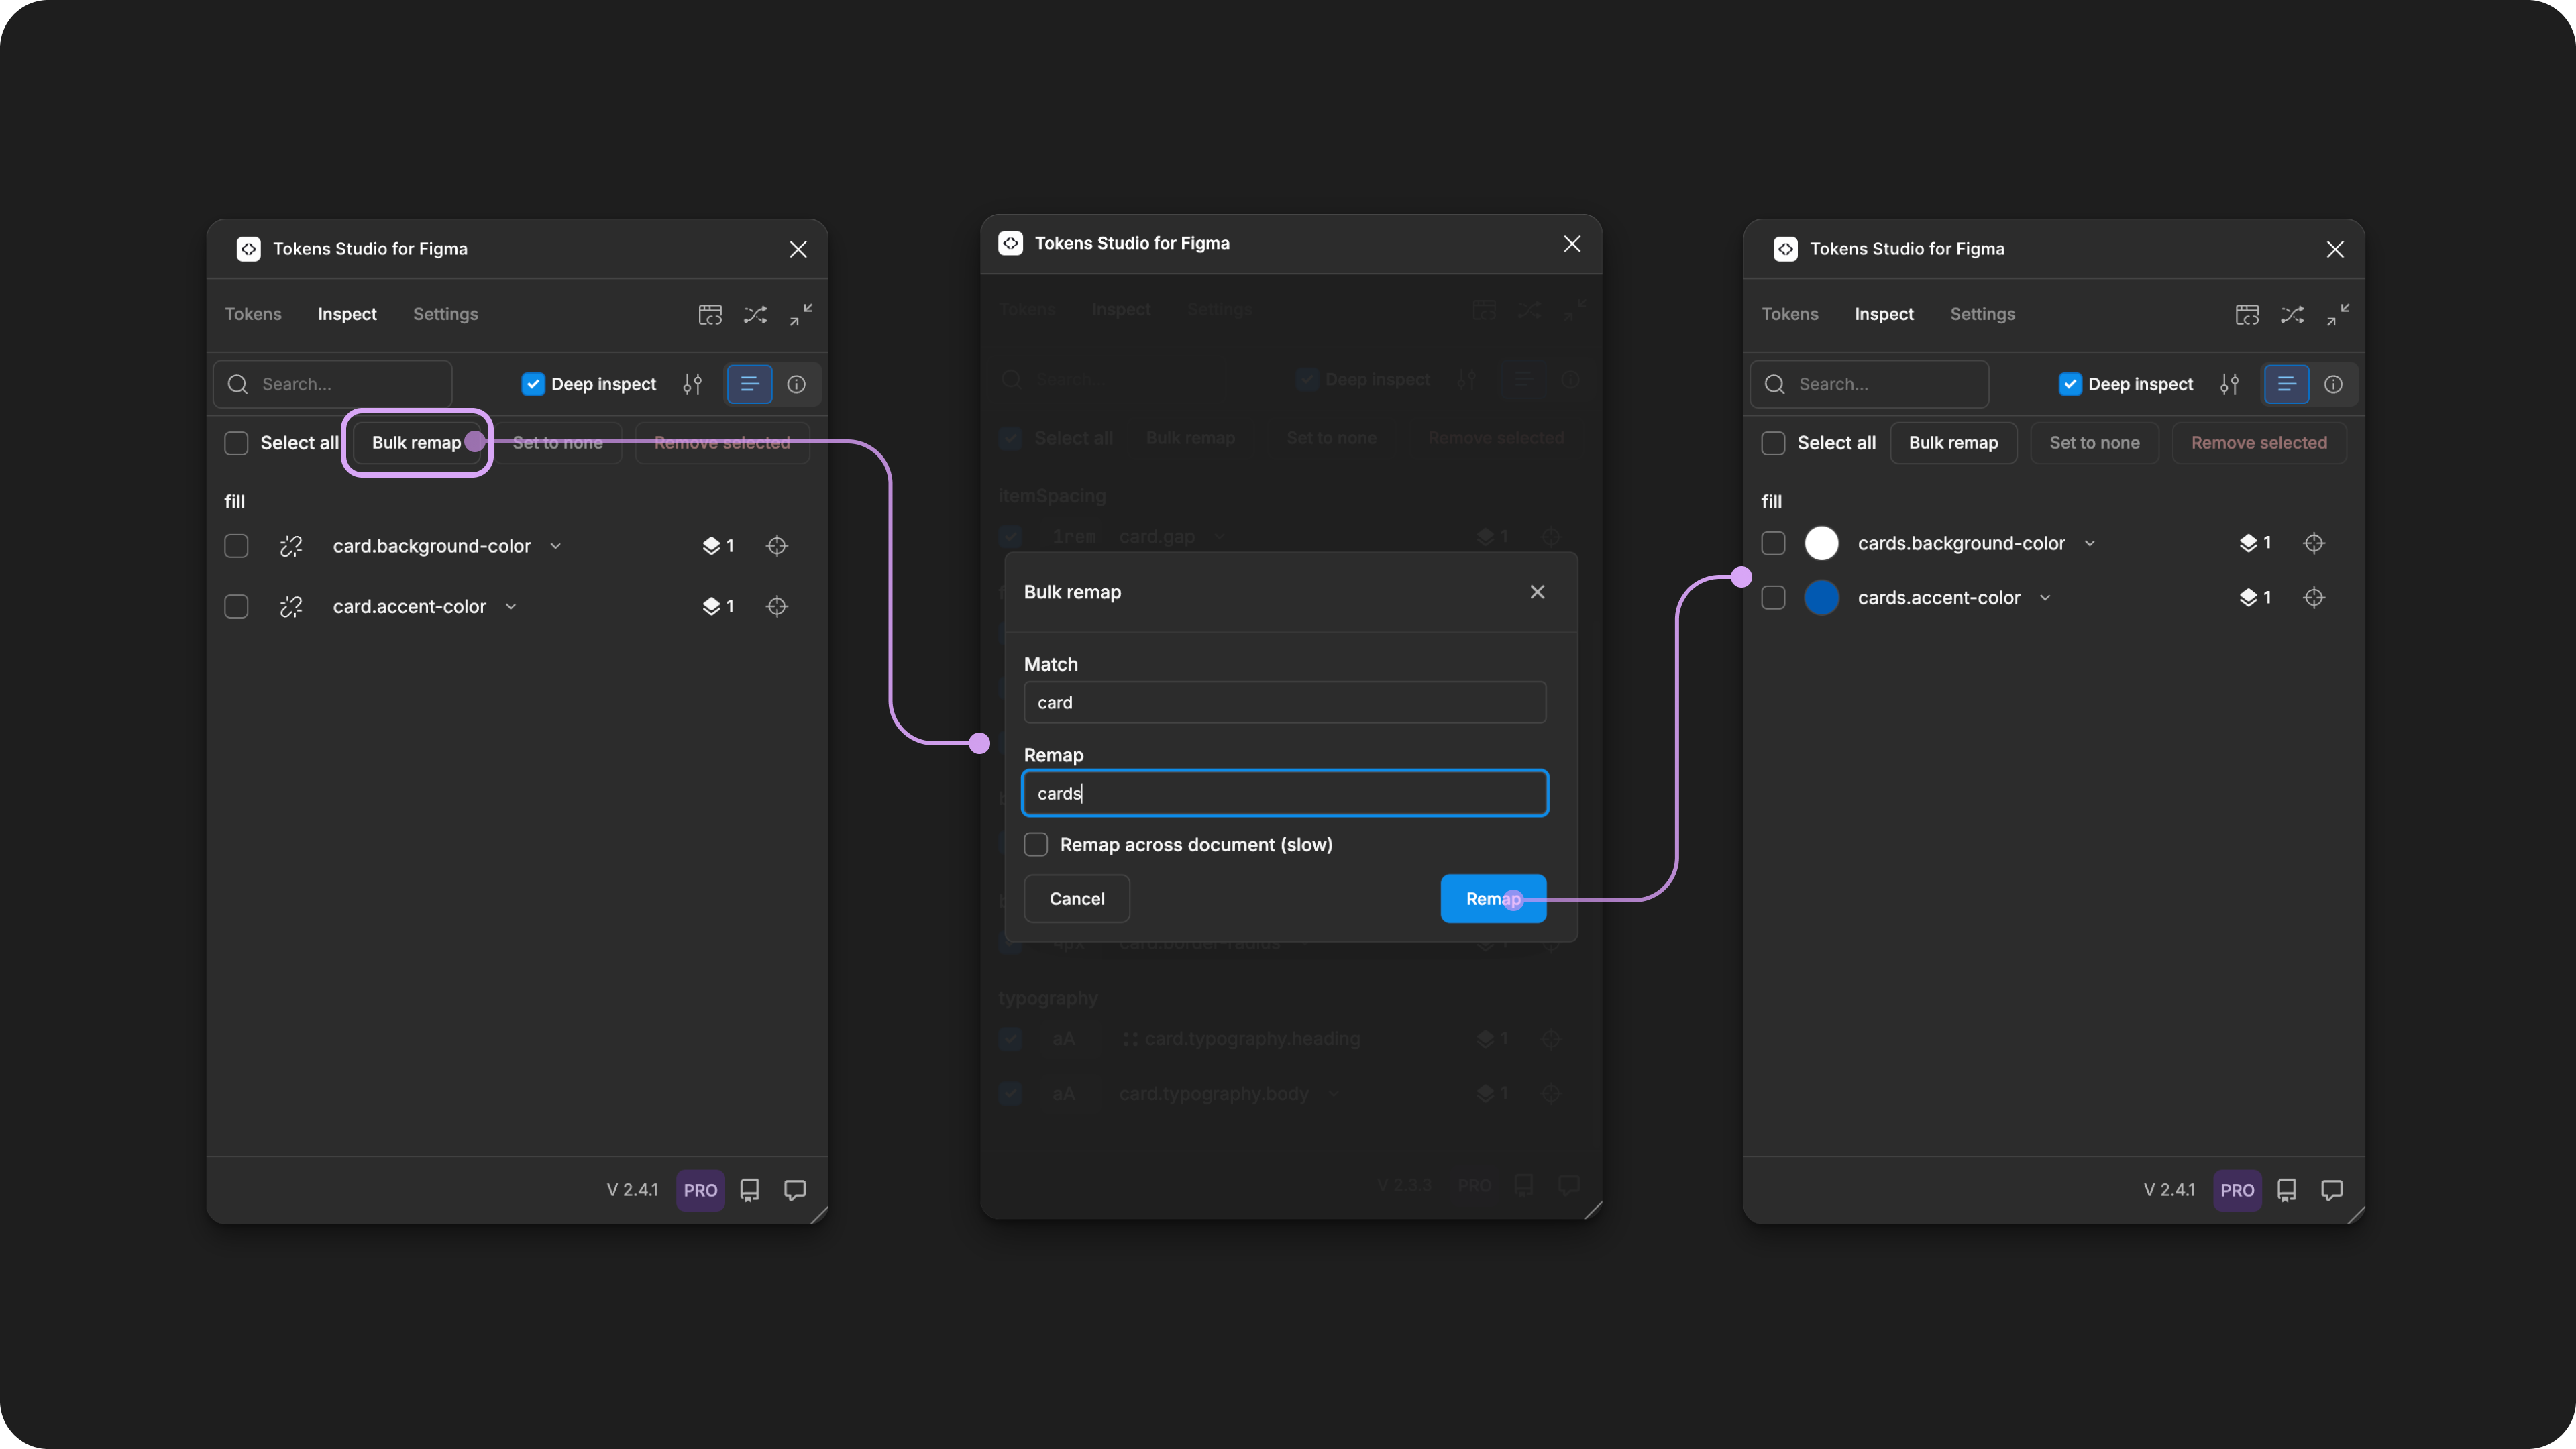 Tokens Studio for Figma
Tokens Inspect Settings
Search... Deep inspect
Select all Bulk remap Set to none Remove selected
fill
card.background-color 1
card.accent-color 1
V 2.4.1 PRO
Tokens Studio for Figma
Tokens Inspect Settings
Search... Deep inspect
Select all Bulk remap Set to none Remove selected
itemSpacing
1rem card.gap 1
Bulk remap
Match
card
Remap
cards
Remap across document (slow)
Cancel Remap
4px card.border-radius 1
typography
aA card.typography.heading 1
aA card.typography.body 1
V 2.3.3 PRO
Tokens Studio for Figma
Tokens Inspect Settings
Search... Deep inspect
Select all Bulk remap Set to none Remove selected
fill
cards.background-color 1
cards.accent-color 1
V 2.4.1 PRO